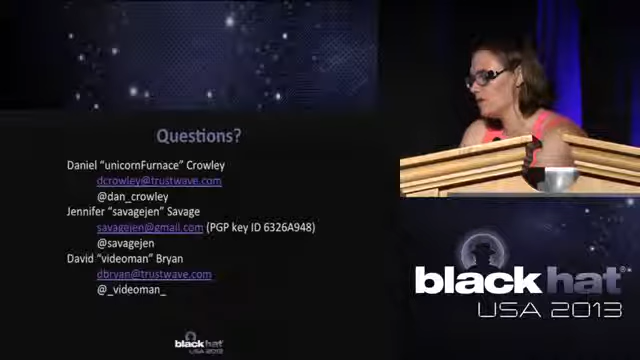 Questions?
Daniel "unicornFurnace" Crowley
dcrowley@trustwave.com
@dan_crowley
Jennifer "savagejen" Savage
savagejen@gmail.com (PGP key ID 6326A948)
@savagejen
David "videoman" Bryan
dbryan@trustwave.com
@_videoman_
black hat
USA 2013
black hat®
USA 2013